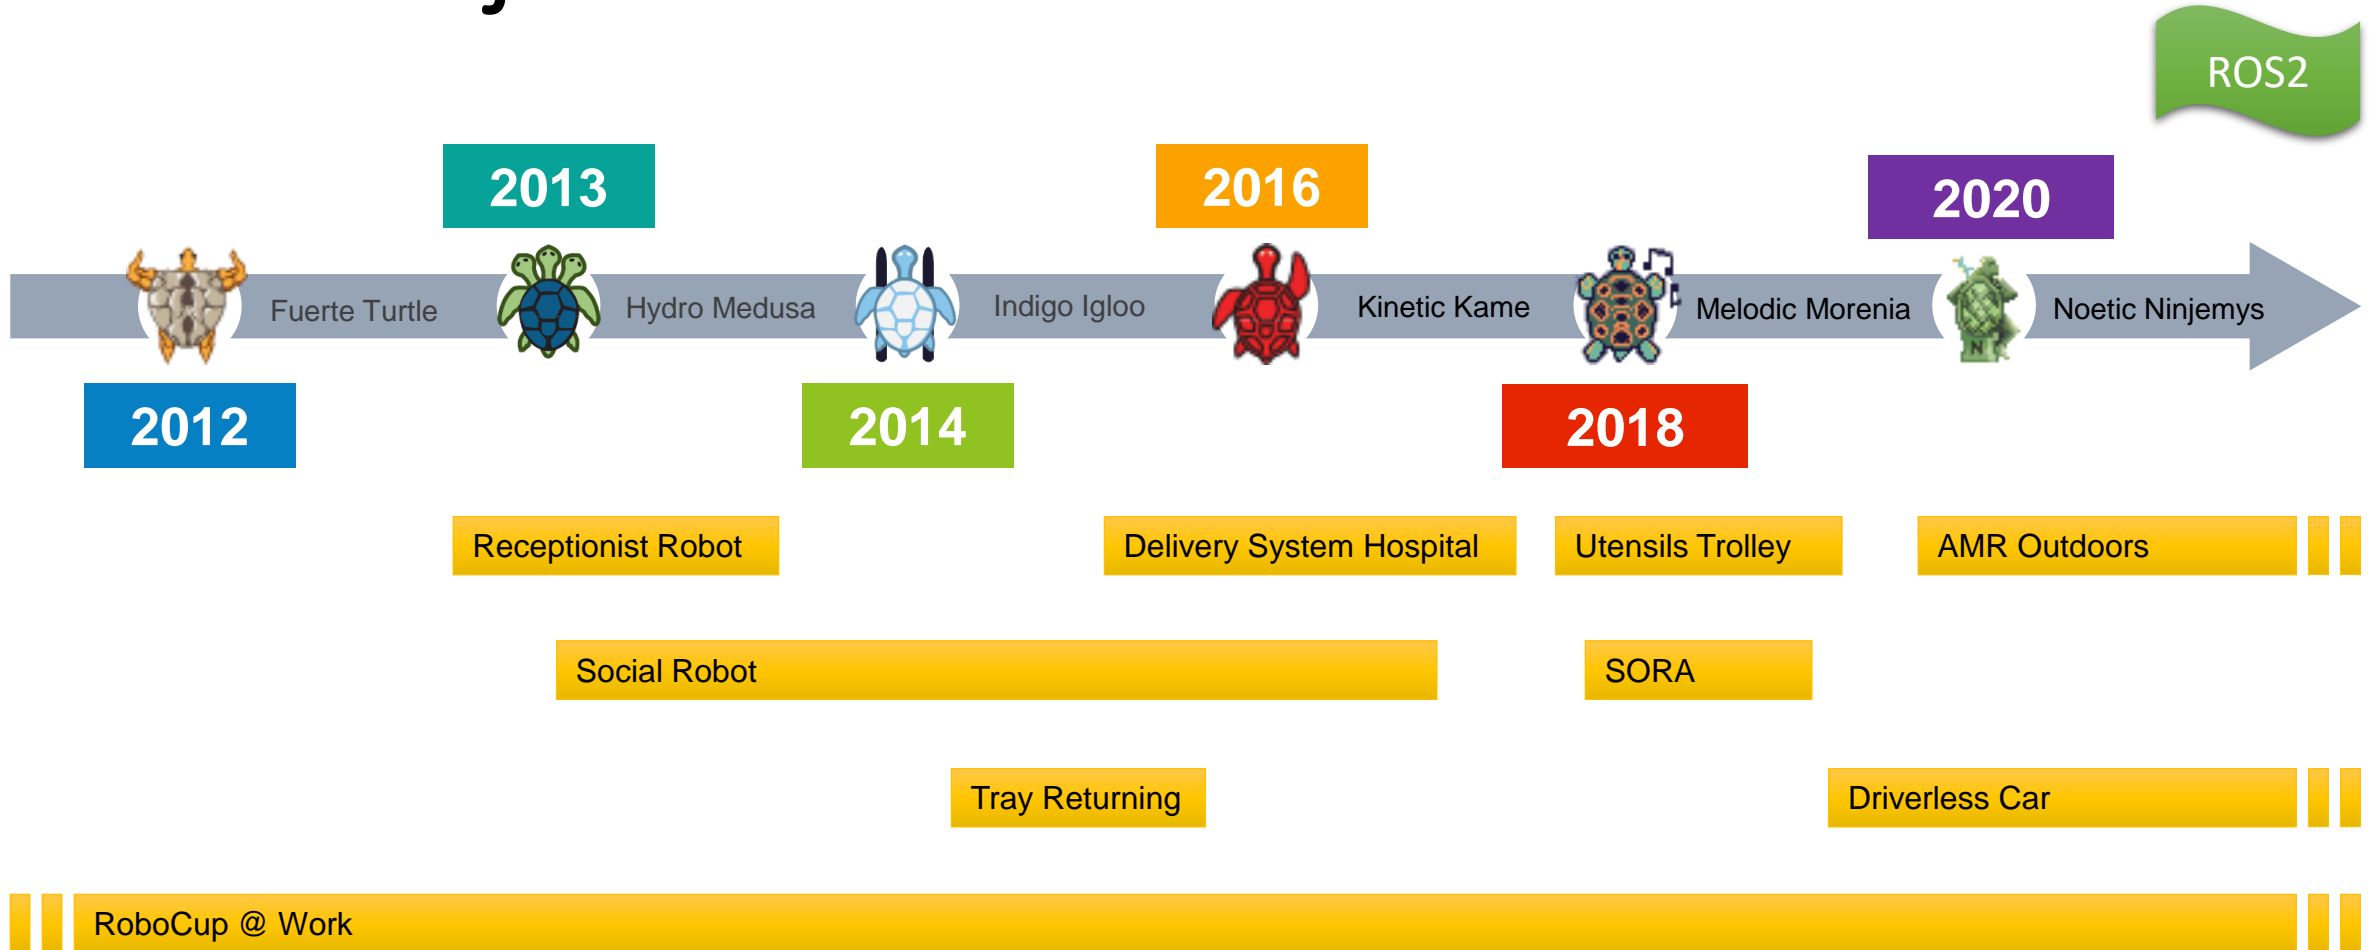 ROS2
2013
2016
2020
Fuerte Turtle
Hydro Medusa
Indigo Igloo
Kinetic Kame
Melodic Morenia
N
Noetic Ninjemys
2012
2014
2018
Receptionist Robot
Delivery System Hospital
Utensils Trolley
AMR Outdoors
Social Robot
SORA
Tray Returning
Driverless Car
RoboCup @ Work